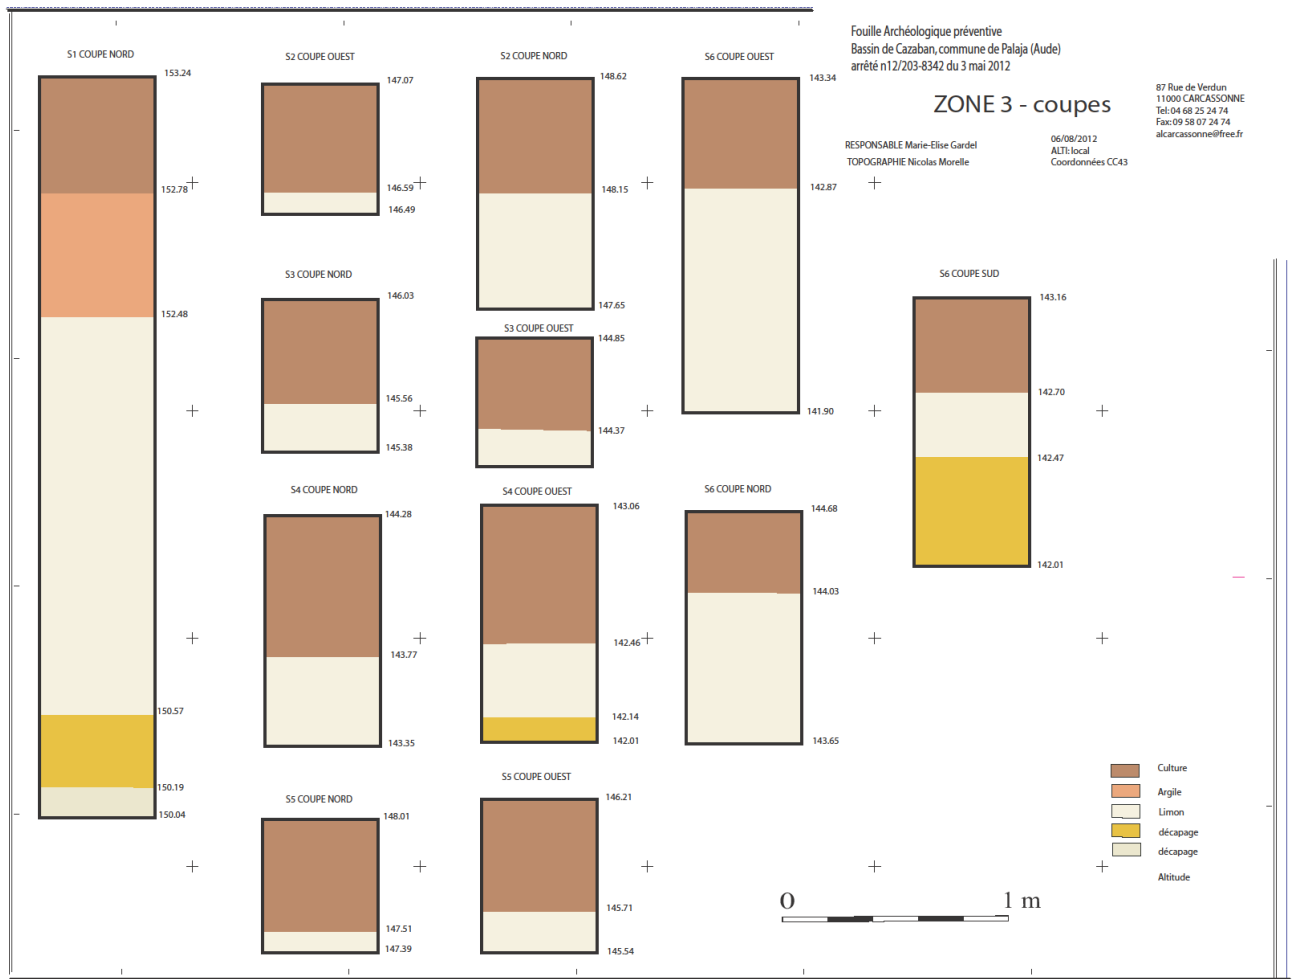 Fouille Archéologique préventive
Bassin de Cazaban, commune de Palaja (Aude)
arrêté n12/203-8342 du 3 mai 2012
ZONE 3 - coupes
87 Rue de Verdun
11000 CARCASSONNE
Tel: 04 68 25 24 74
Fax: 09 58 07 24 74
alcarcassonne@free.fr
RESPONSABLE Marie-Elise Gardel
TOPOGRAPHIE Nicolas Morelle
06/08/2012
ALTI: local
Coordonnées CC43
S1 COUPE NORD
153.24
152.78
152.48
150.57
150.19
150.04
S2 COUPE OUEST
147.07
146.59
146.49
S2 COUPE NORD
148.62
148.15
147.65
S6 COUPE OUEST
143.34
142.87
141.90
S3 COUPE NORD
146.03
145.56
145.38
S3 COUPE OUEST
144.85
144.37
S6 COUPE SUD
143.16
142.70
142.47
142.01
S4 COUPE NORD
144.28
143.77
143.35
S4 COUPE OUEST
143.06
142.46
142.14
142.01
S6 COUPE NORD
144.68
144.03
143.65
S5 COUPE NORD
148.01
147.51
147.39
S5 COUPE OUEST
146.21
145.71
145.54
Culture
Argile
Limon
décapage
décapage
Altitude
0 1 m